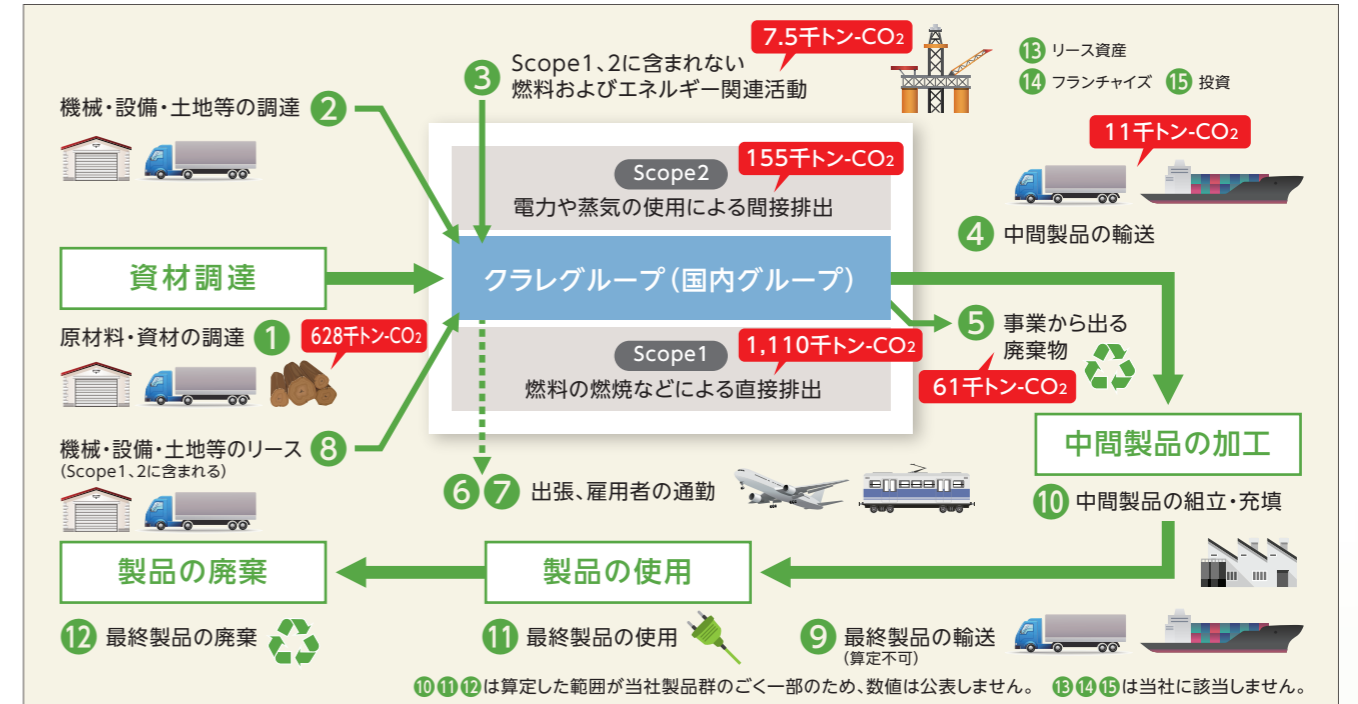 7.5千トン-CO2
③ Scope1、2に含まれない
燃料およびエネルギー関連活動
⑬ リース資産
⑭ フランチャイズ ⑮ 投資
機械・設備・土地等の調達 ②
11千トン-CO2
Scope2
155千トン-CO2
電力や蒸気の使用による間接排出
④ 中間製品の輸送
資材調達
クラレグループ(国内グループ)
原材料・資材の調達 ①
628千トン-CO2
⑤ 事業から出る
廃棄物
61千トン-CO2
Scope1
1,110千トン-CO2
燃料の燃焼などによる直接排出
機械・設備・土地等のリース ⑧
(Scope1、2に含まれる)
中間製品の加工
⑥⑦ 出張、雇用者の通勤
⑩ 中間製品の組立・充填
製品の廃棄
製品の使用
⑫ 最終製品の廃棄
⑪ 最終製品の使用
⑨ 最終製品の輸送
(算定不可)
⑩⑪⑫は算定した範囲が当社製品群のごく一部のため、数値は公表しません。 ⑬⑭⑮は当社に該当しません。